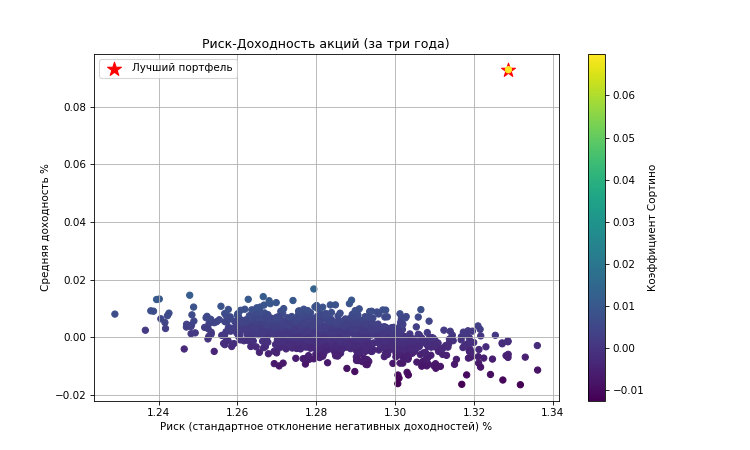 Риск-Доходность акций (за три года)
Лучший портфель
Средняя доходность %
0.08
0.06
0.04
0.02
0.00
−0.02
1.24 1.26 1.28 1.30 1.32 1.34
Риск (стандартное отклонение негативных доходностей) %
0.06
0.05
0.04
0.03
0.02
0.01
0.00
−0.01
Коэффициент Сортино